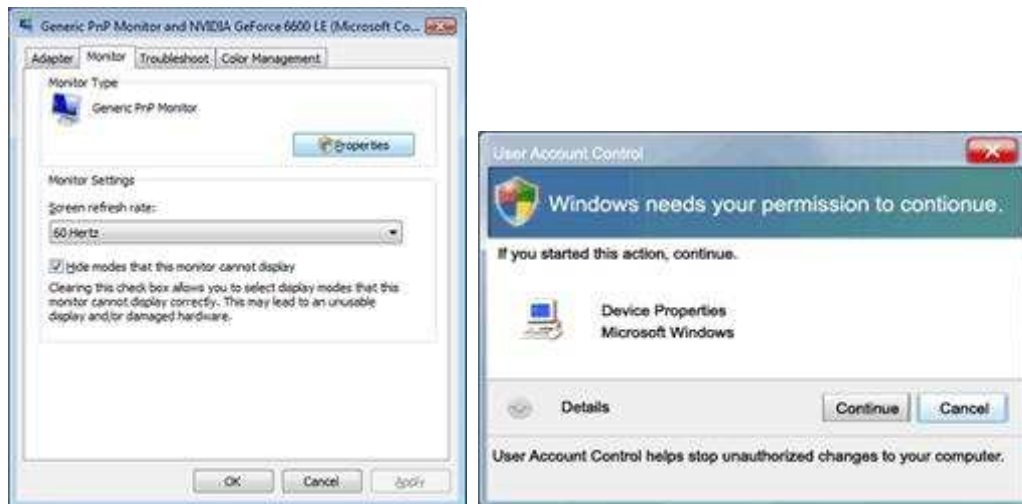 Generic PnP Monitor and NVIDIA GeForce 6600 LE (Microsoft Co...
Adapter Monitor Troubleshoot Color Management
Monitor Type
Generic PnP Monitor
Properties
Monitor Settings
Screen refresh rate:
60 Hertz
Hide modes that this monitor cannot display
Clearing this check box allows you to select display modes that this
monitor cannot display correctly. This may lead to an unusable
display and/or damaged hardware.
OK Cancel Apply
User Account Control
Windows needs your permission to contionue.
If you started this action, continue.
Device Properties
Microsoft Windows
Details Continue Cancel
User Account Control helps stop unauthorized changes to your computer.